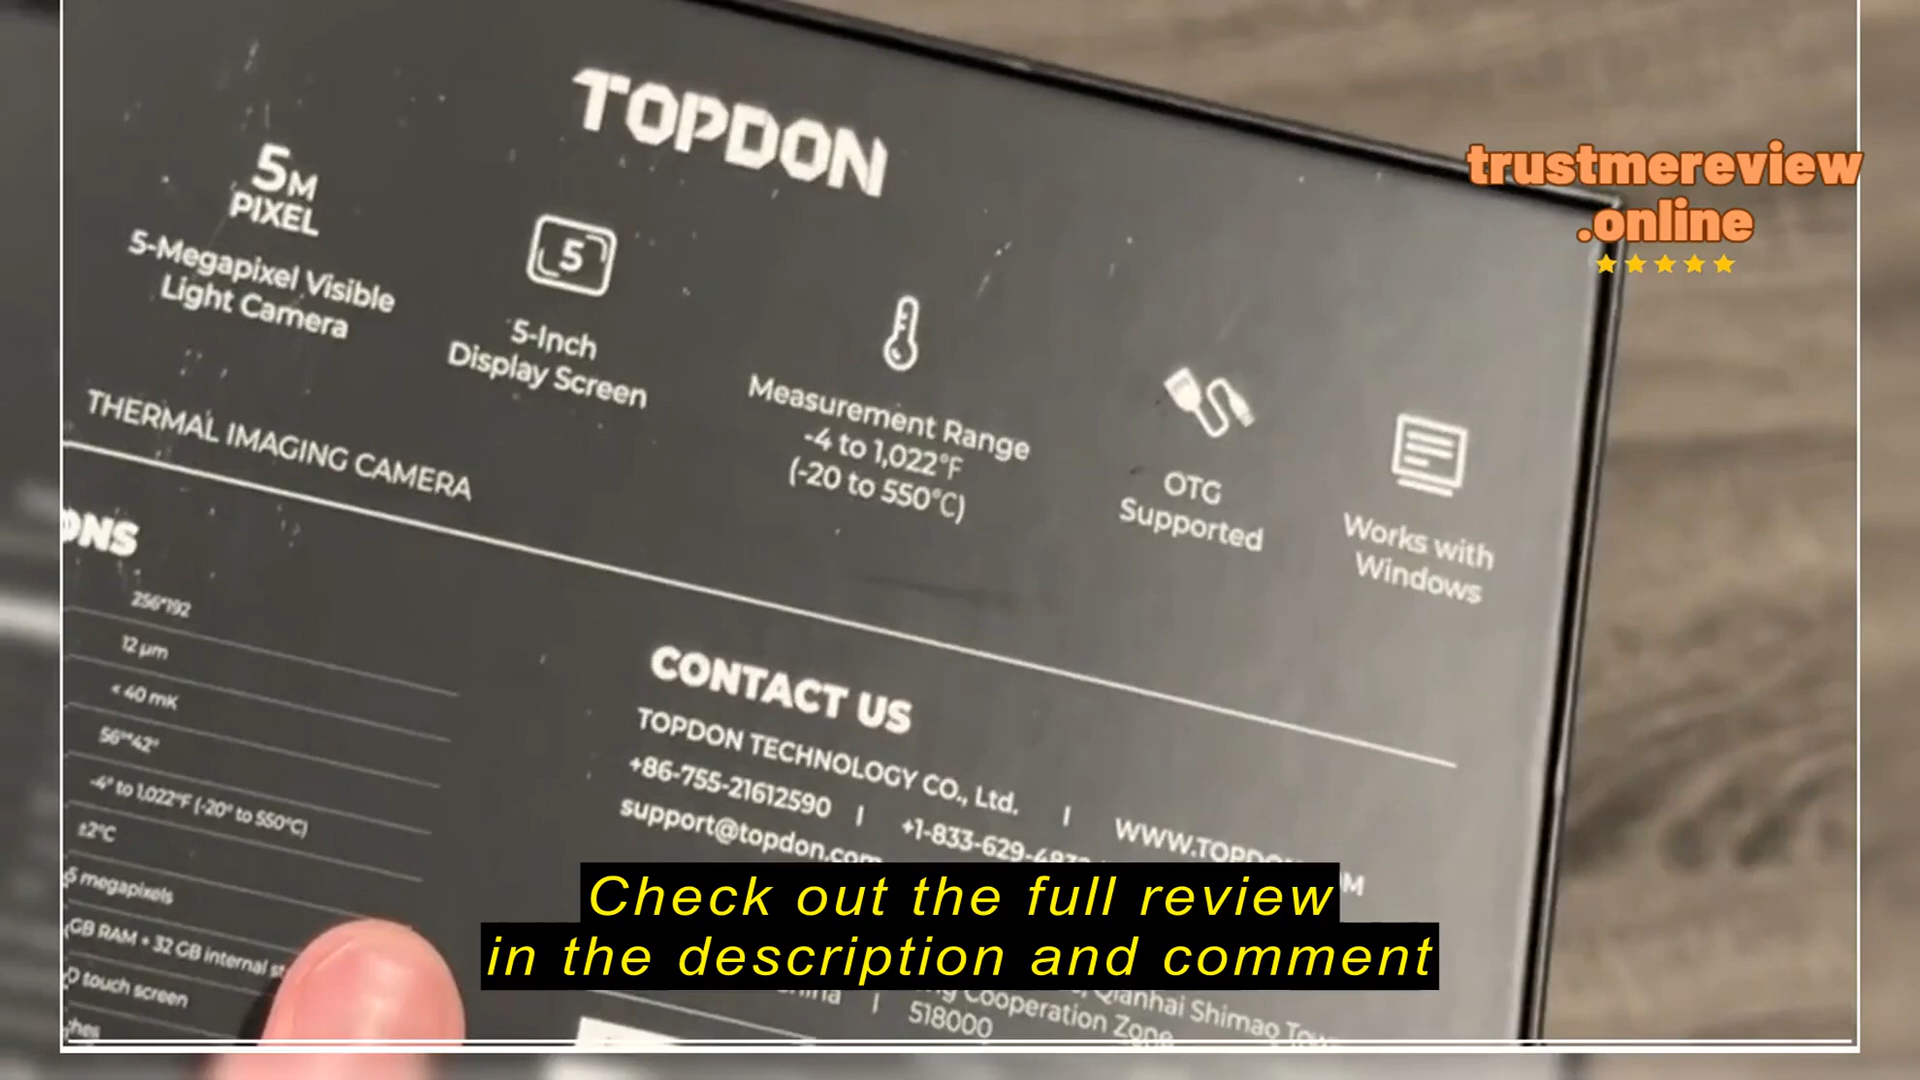 TOPDON
trustmereview
.online
5M
PIXEL
5-Megapixel Visible
Light Camera
5
5-Inch
Display Screen
Measurement Range
-4 to 1,022°F
(-20 to 550°C)
OTG
Supported
Works with
Windows
THERMAL IMAGING CAMERA
ONS
256*192
12 μm
< 40 mK
56°*42°
-4° to 1,022°F (-20° to 550°C)
±2°C
5 megapixels
GB RAM + 32 GB internal
D touch screen
hes
CONTACT US
TOPDON TECHNOLOGY CO., Ltd. |
+86-755-21612590 | +1-833-629-
WWW.TOPDO
support@topdon.com
Check out the full review
in the description and comment
Qianhai Shimao
Cooperation Zone
518000